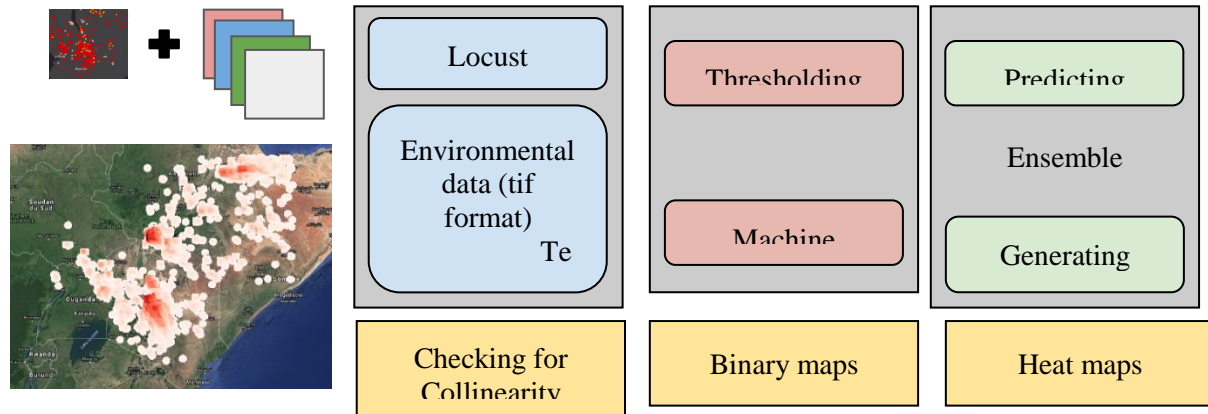 Locust
Environmental
data (tif
format)
Te
Checking for
Collinearity
Thresholding
Machine
Binary maps
Predicting
Ensemble
Generating
Heat maps
Soudan
du Sud
Ouganda
Rwanda
Burundi